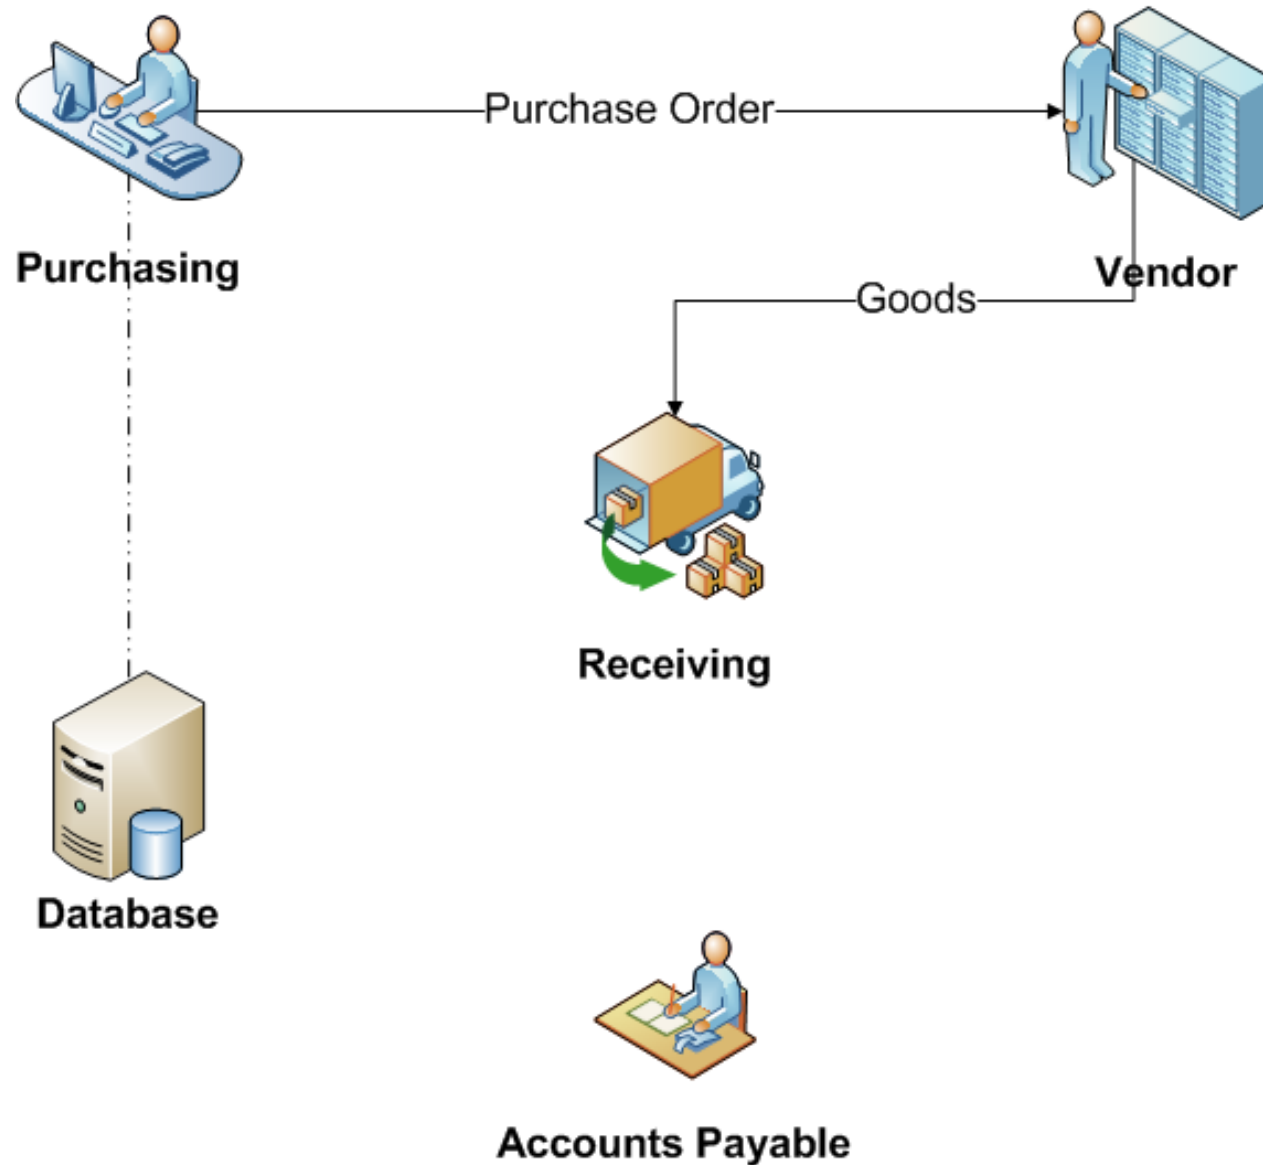 Purchase Order
Purchasing
Vendor
Goods
Receiving
Database
Accounts Payable